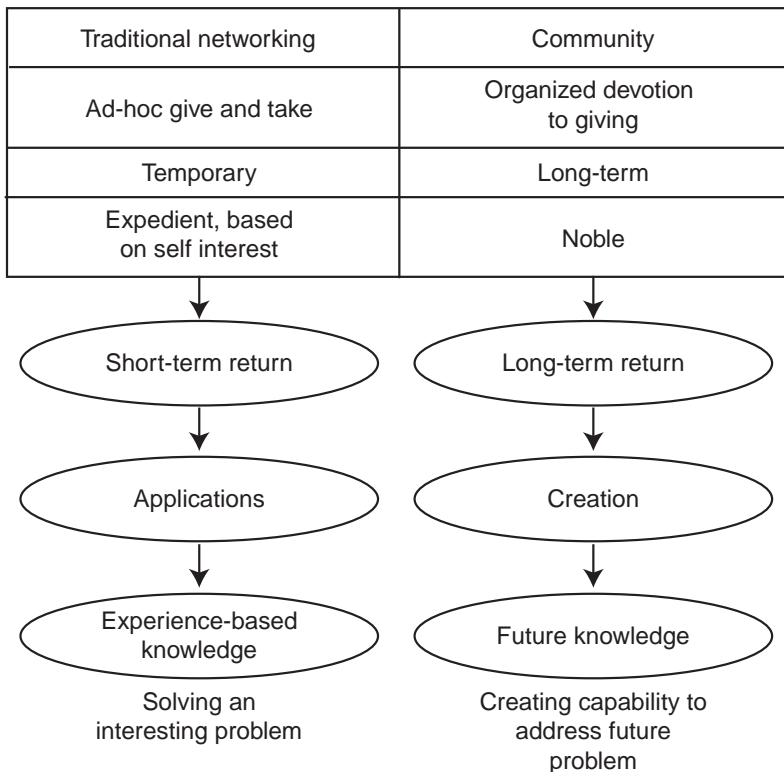 Traditional networking
Community
Ad-hoc give and take
Organized devotion
to giving
Temporary
Long-term
Expedient, based
on self interest
Noble
Short-term return
Long-term return
Applications
Creation
Experience-based
knowledge
Future knowledge
Solving an
interesting problem
Creating capability to
address future
problem